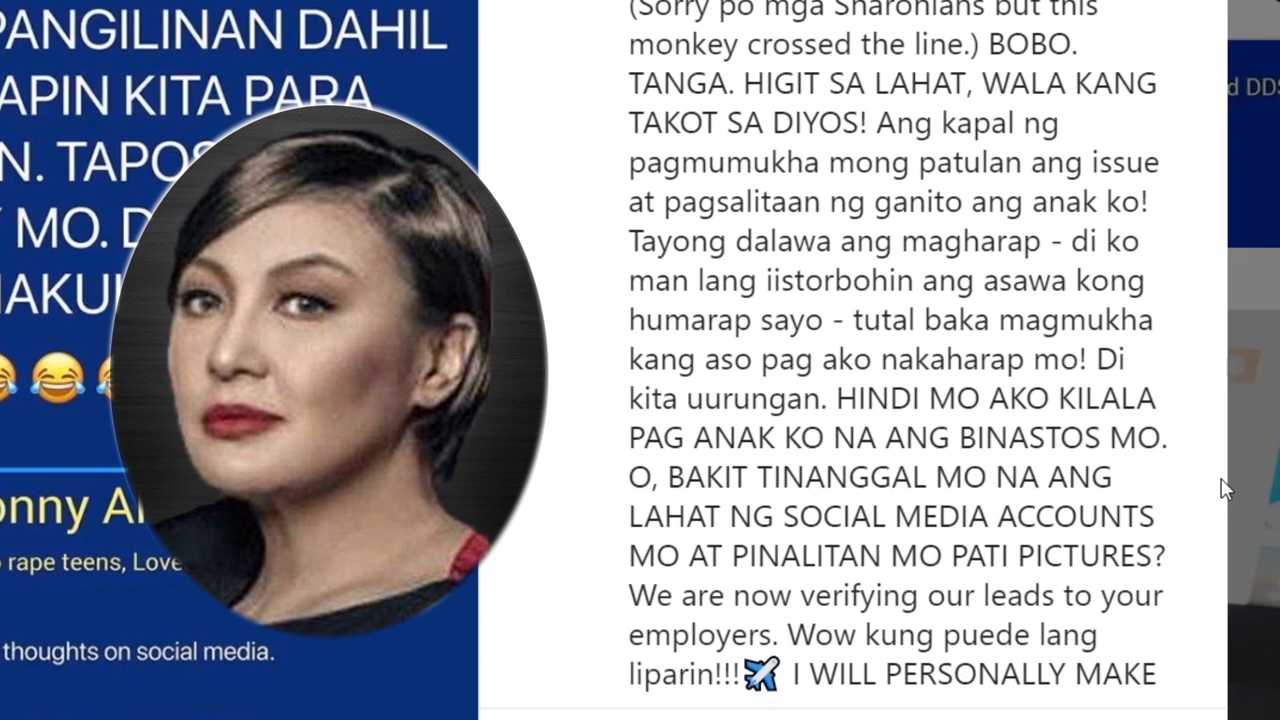 PANGILINAN DAHIL
KITA PARA
MO.
rape teens, Love
thoughts on social media.
(Sorry po mga Sharonians but this
monkey crossed the line.) BOBO.
TANGA. HIGIT SA LAHAT, WALA KANG
TAKOT SA DIYOS! Ang kapal ng
pagmumukha mong patulan ang issue
at pagsalitaan ng ganito ang anak ko!
Tayong dalawa ang magharap - di ko
man lang iistorbohin ang asawa kong
humarap sayo - tutal baka magmukha
kang aso pag ako nakaharap mo! Di
kita uurungan. HINDI MO AKO KILALA
PAG ANAK KO NA ANG BINASTOS MO.
O, BAKIT TINANGGAL MO NA ANG
LAHAT NG SOCIAL MEDIA ACCOUNTS
MO AT PINALITAN MO PATI PICTURES?
We are now verifying our leads to your
employers. Wow kung puede lang
liparin!!!✈️ I WILL PERSONALLY MAKE